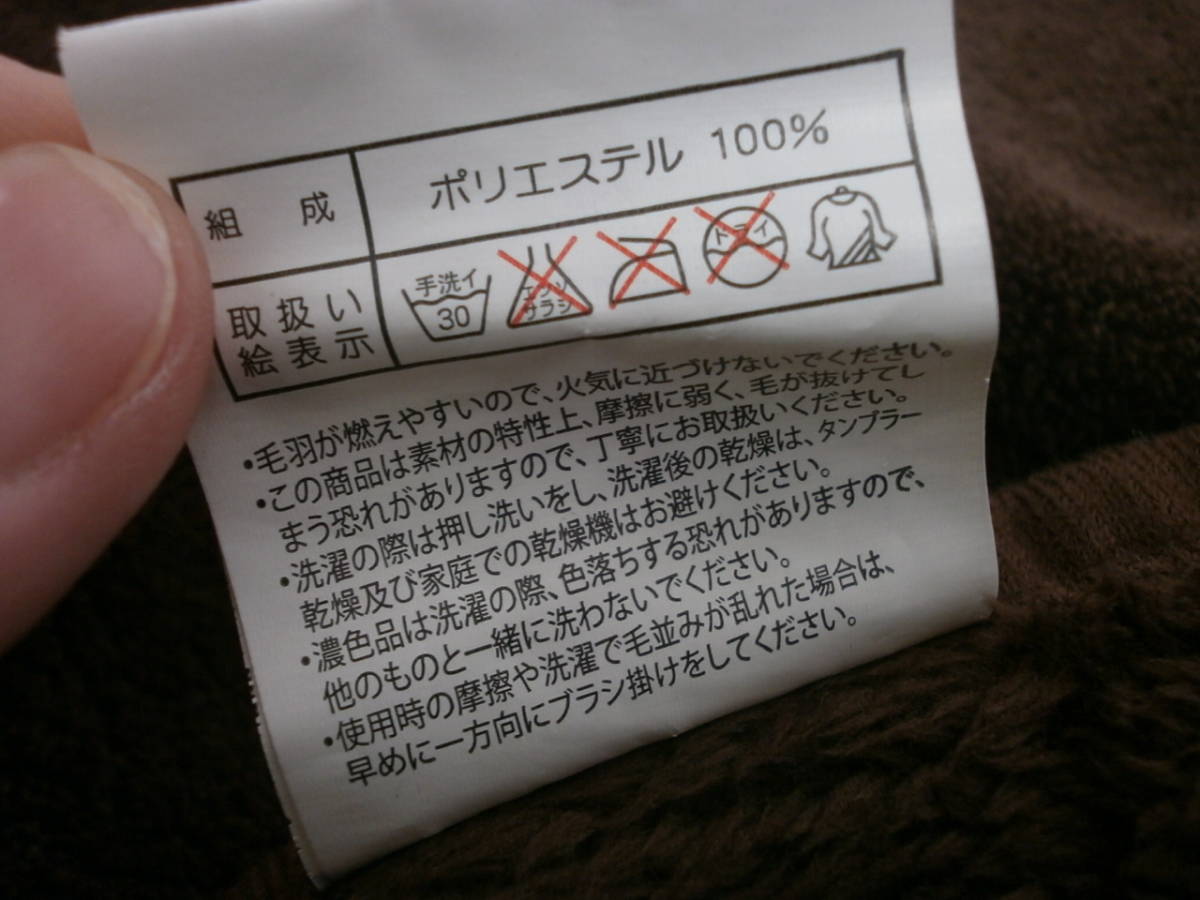 組成 ポリエステル 100%
取扱い
絵表示
手洗イ
30
エンソ
サラシ
ドライ
・毛羽が燃えやすいので、火気に近づけないでください。
・この商品は素材の特性上、摩擦に弱く、毛が抜けてし
まう恐れがありますので、丁寧にお取扱いください。
・洗濯の際は押し洗いをし、洗濯後の乾燥は、タンブラー
乾燥及び家庭での乾燥機はお避けください。
・濃色品は洗濯の際、色落ちする恐れがありますので、
他のものと一緒に洗わないでください。
・使用時の摩擦や洗濯で毛並みが乱れた場合は、
早めに一方向にブラシ掛けをしてください。